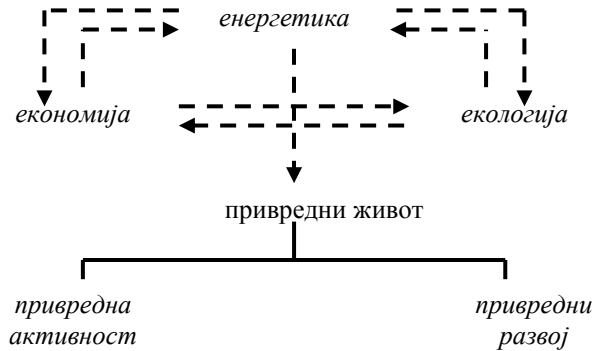 енергетика
економија
екологија
привредни живот
привредна
активност
привредни
развој